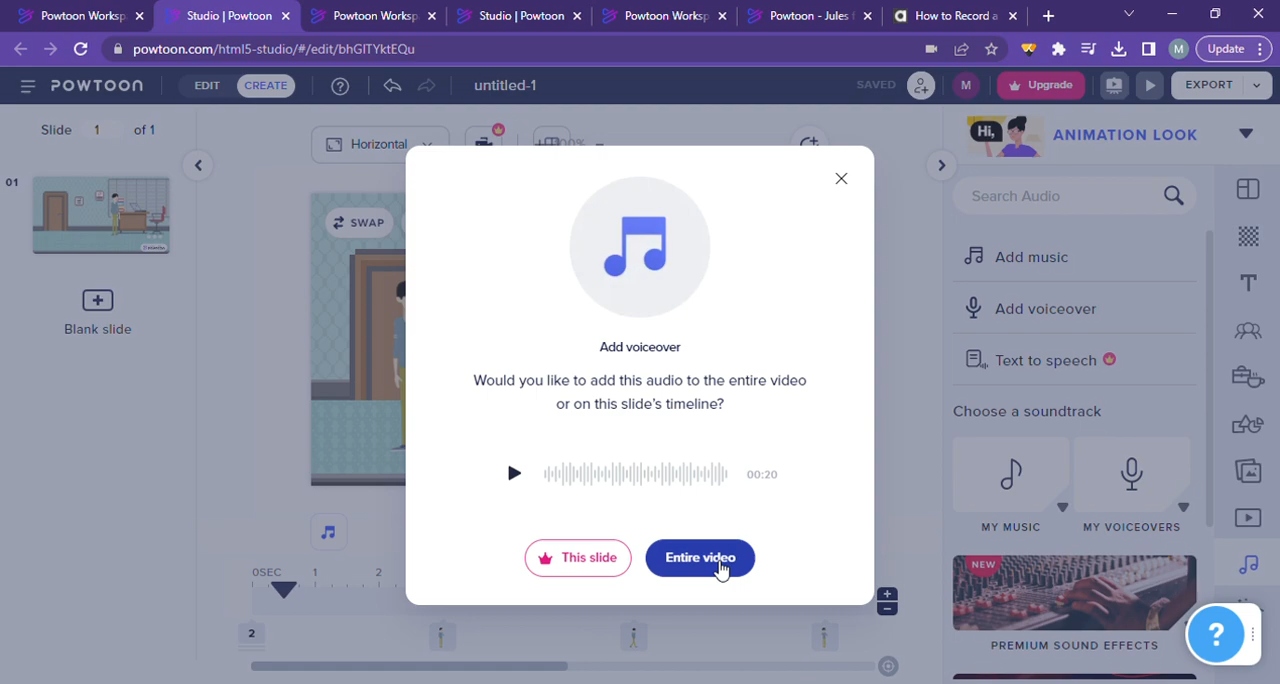 Powtoon Worksp
Studio | Powtoon
Powtoon Worksp
Studio | Powtoon
Powtoon Worksp
Powtoon - Jules f
How to Record a
powtoon.com/html5-studio/#/edit/bhGlTYktEQu
M
Update
POWTOON
EDIT
CREATE
untitled-1
SAVED
M
Upgrade
EXPORT
Slide 1 of 1
Horizontal
Hi,
ANIMATION LOOK
01
Search Audio
SWAP
Add music
Blank slide
Add voiceover
Add voiceover
Would you like to add this audio to the entire video
or on this slide's timeline?
Text to speech
Choose a soundtrack
00:20
MY MUSIC
MY VOICEOVERS
This slide
Entire video
NEW
0SEC 1 2
2
PREMIUM SOUND EFFECTS
?